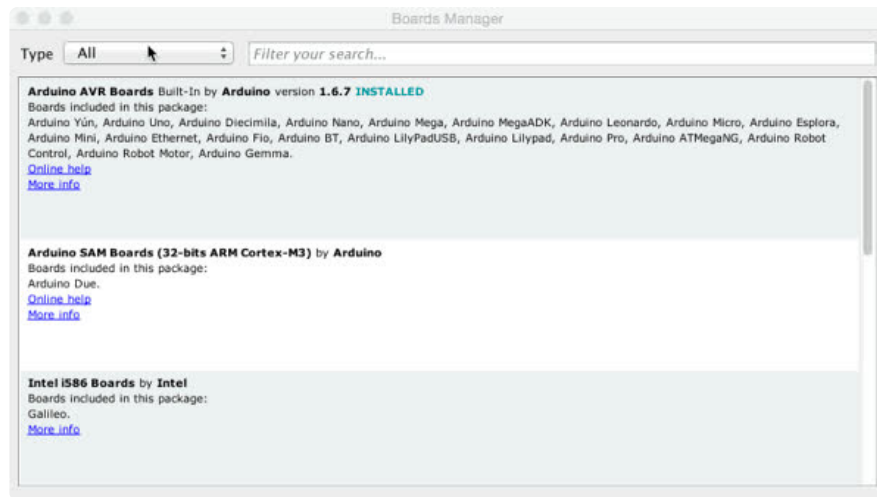 Boards Manager
Type All Filter your search...
Arduino AVR Boards Built-In by Arduino version 1.6.7 INSTALLED
Boards included in this package:
Arduino Yún, Arduino Uno, Arduino Diecimila, Arduino Nano, Arduino Mega, Arduino MegaADK, Arduino Leonardo, Arduino Micro, Arduino Esplora,
Arduino Mini, Arduino Ethernet, Arduino Fio, Arduino BT, Arduino LilyPadUSB, Arduino Lilypad, Arduino Pro, Arduino ATMegaNG, Arduino Robot
Control, Arduino Robot Motor, Arduino Gemma.
Online help
More info
Arduino SAM Boards (32-bits ARM Cortex-M3) by Arduino
Boards included in this package:
Arduino Due.
Online help
More info
Intel i586 Boards by Intel
Boards included in this package:
Galileo.
More info